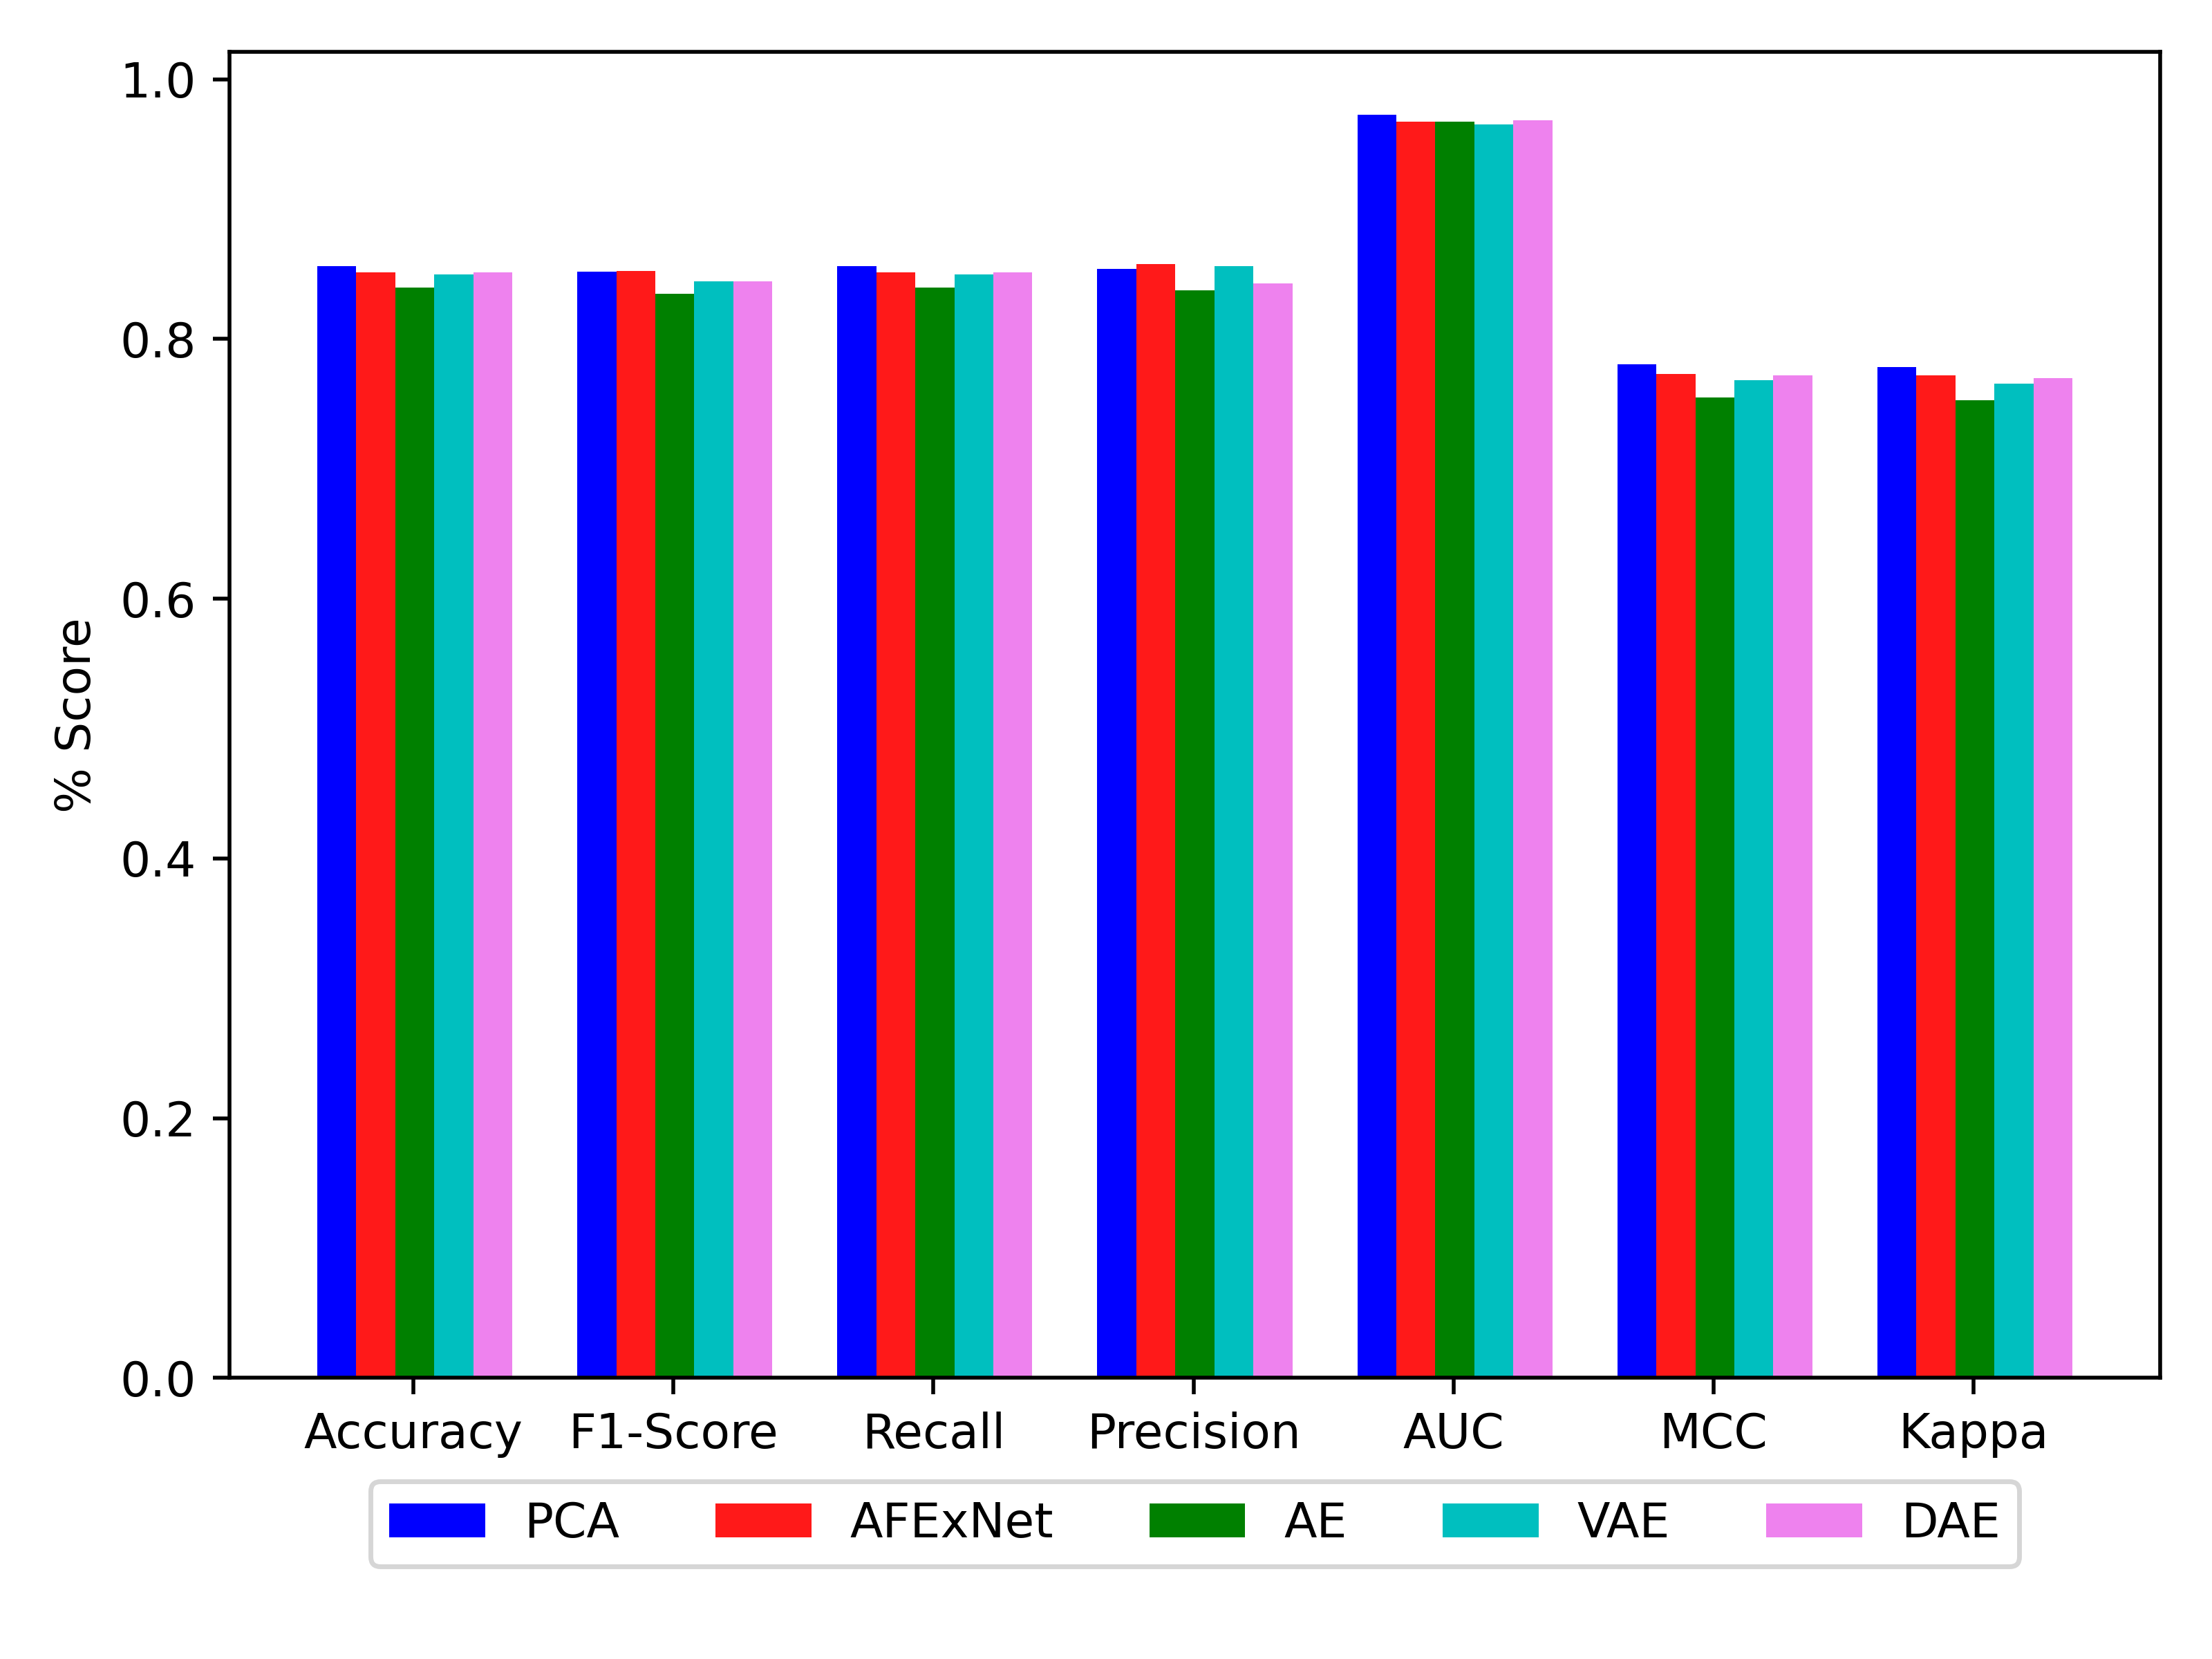 % Score
1.0
0.8
0.6
0.4
0.2
0.0
Accuracy F1-Score Recall Precision AUC MCC Kappa
PCA AFExNet AE VAE DAE